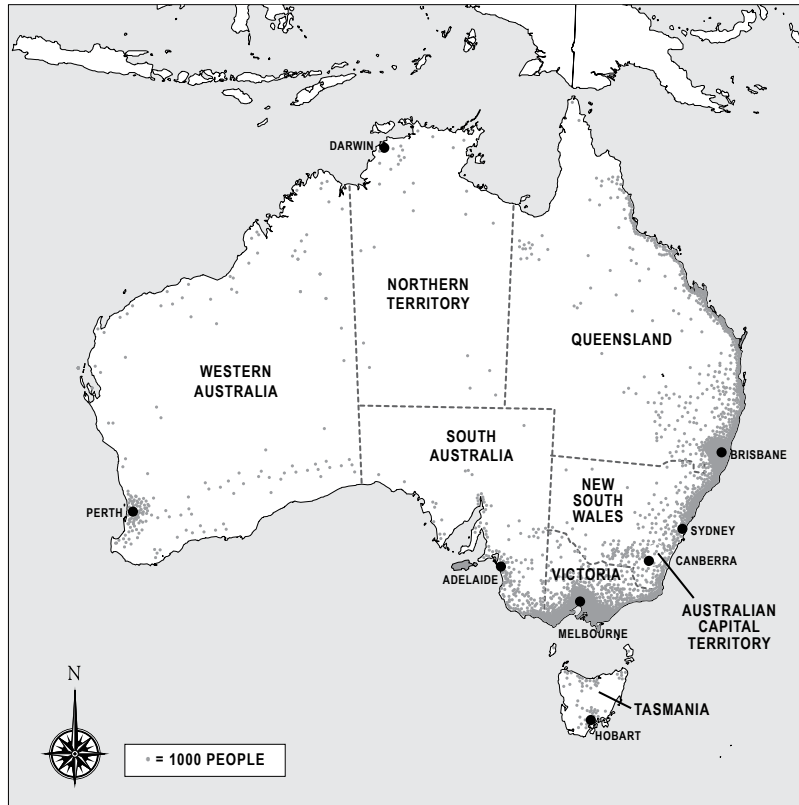 DARWIN
NORTHERN
TERRITORY
QUEENSLAND
WESTERN
AUSTRALIA
SOUTH
AUSTRALIA
BRISBANE
NEW
SOUTH
WALES
PERTH
SYDNEY
CANBERRA
ADELAIDE
VICTORIA
AUSTRALIAN
CAPITAL
TERRITORY
MELBOURNE
N
TASMANIA
HOBART
= 1000 PEOPLE